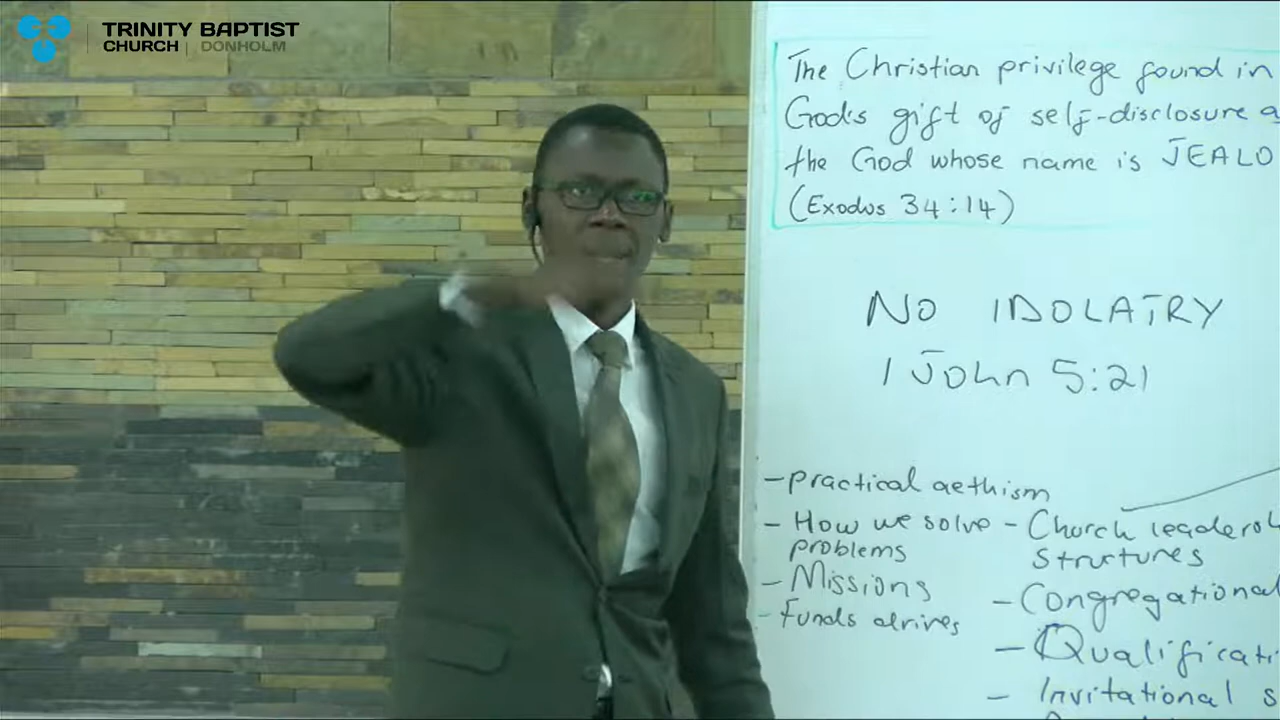 TRINITY BAPTIST
CHURCH | DONHOLM
The Christian privilege found in
God's gift of self-disclosure a
the God whose name is JEALO
(Exodus 34:14)
NO IDOLATRY
1 John 5:21
- practical aethism
- How we solve
problems
- Missions
- Funds drives
- Church leadersh
structures
- Congregational
- Qualificati
- Invitational s